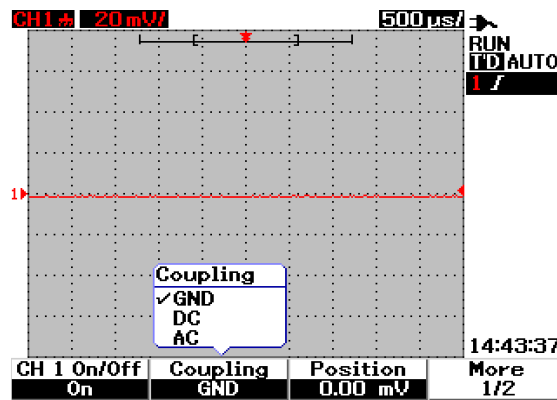 CH1 20 mV/ 500 µs/
RUN
T'D AUTO
1
1
Coupling
✓GND
DC
AC
14:43:37
CH 1 On/Off Coupling Position More
On GND 0.00 mV 1/2